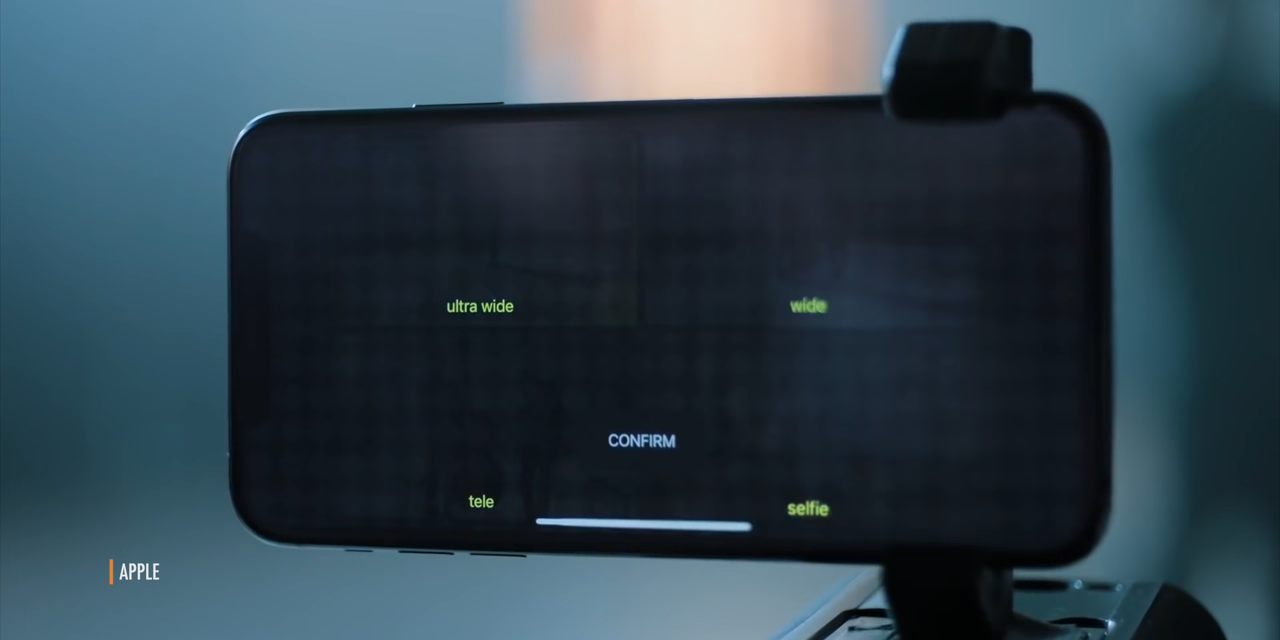 ultra wide
wide
CONFIRM
tele
selfie
APPLE